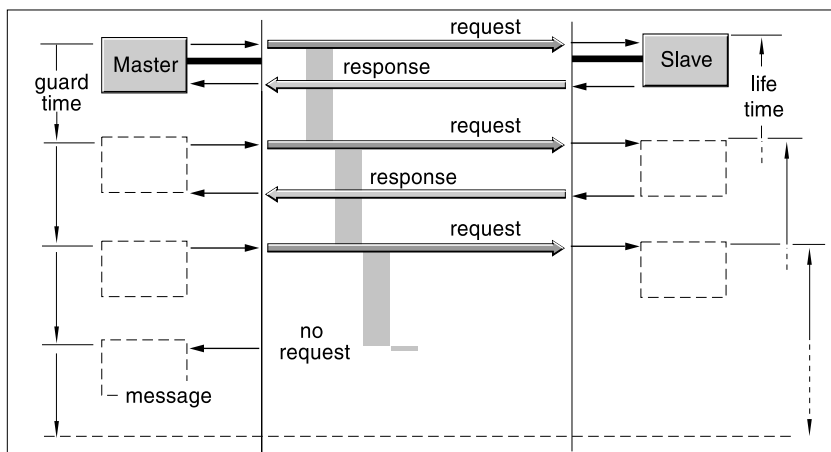 request
Master
Slave
response
guard
time
life
time
request
response
request
no
request
message